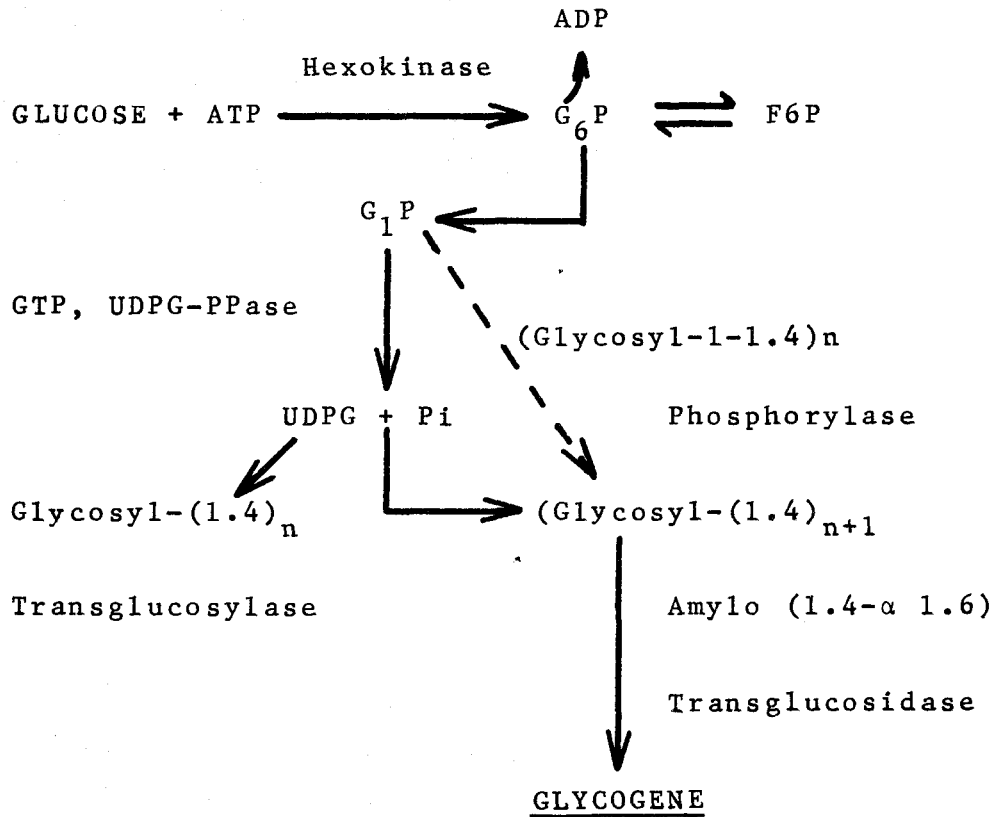 ADP
Hexokinase
GLUCOSE + ATP G6P F6P
G1P
GTP, UDPG-PPase
(Glycosyl-1-1.4)n
UDPG + Pi Phosphorylase
Glycosyl-(1.4)n (Glycosyl-(1.4)n+1
Transglucosylase Amylo (1.4-α 1.6)
Transglucosidase
GLYCOGENE